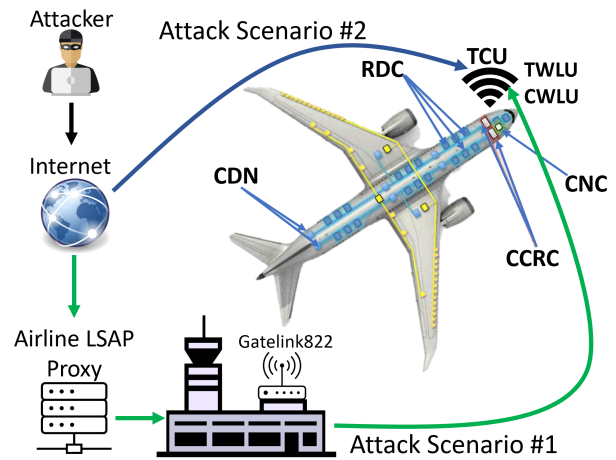 Attacker
Attack Scenario #2
TCU
TWLU
RDC
CWLU
Internet
CDN
CNC
CCRC
Airline LSAP
Proxy
Gatelink822
Attack Scenario #1